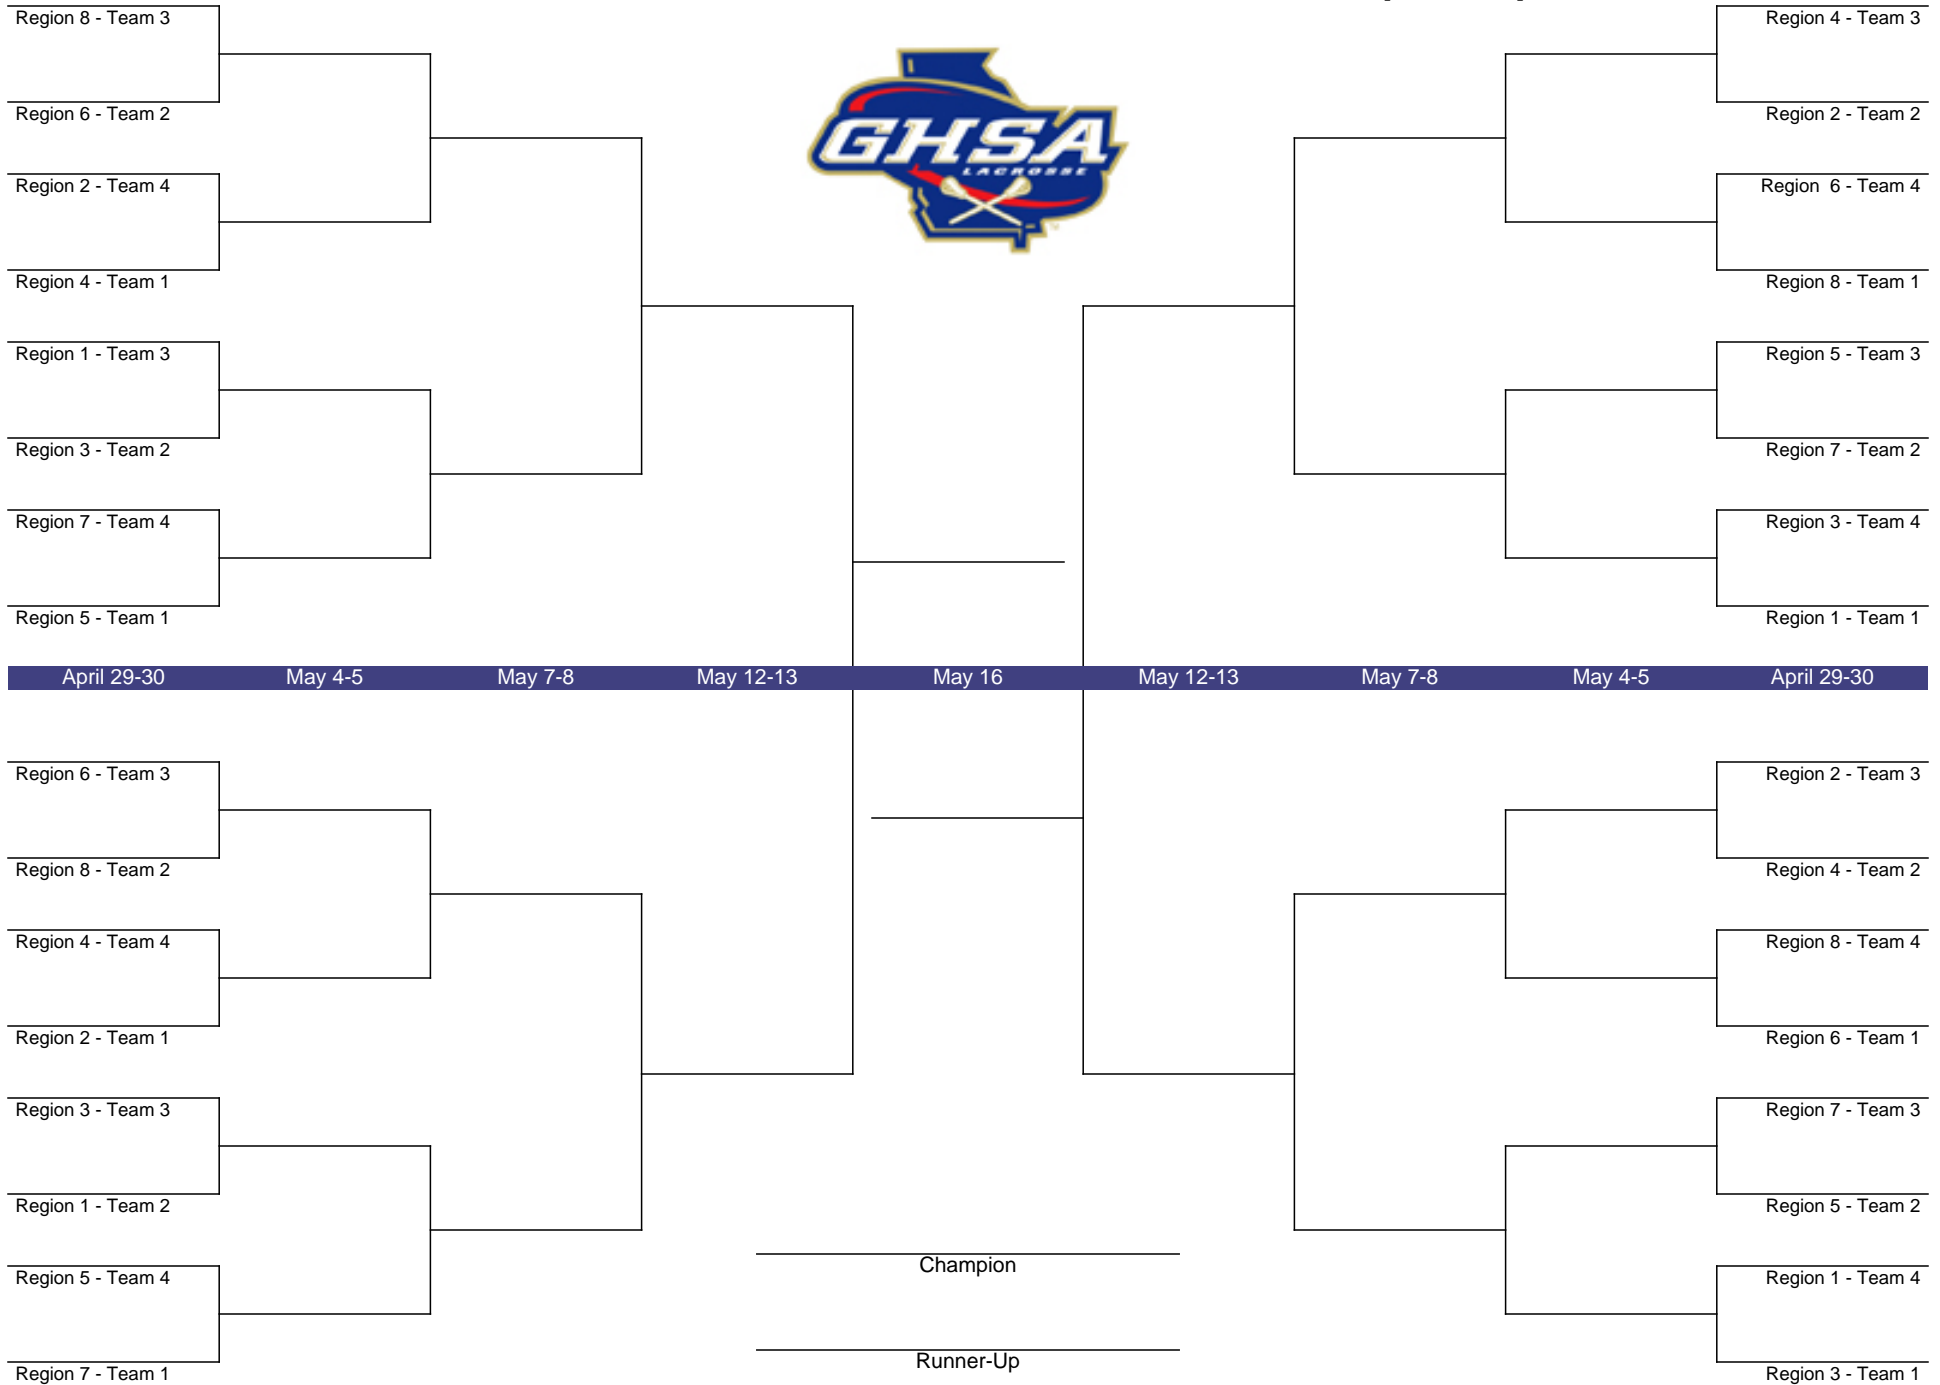 Region 8 - Team 3
Region 6 - Team 2
Region 2 - Team 4
Region 4 - Team 1
Region 1 - Team 3
Region 3 - Team 2
Region 7 - Team 4
Region 5 - Team 1
GHSA
LACROSSE
TM
Region 4 - Team 3
Region 2 - Team 2
Region  6 - Team 4
Region 8 - Team 1
Region 5 - Team 3
Region 7 - Team 2
Region 3 - Team 4
Region 1 - Team 1
April 29-30 May 4-5 May 7-8 May 12-13 May 16 May 12-13 May 7-8 May 4-5 April 29-30
Region 6 - Team 3
Region 8 - Team 2
Region 4 - Team 4
Region 2 - Team 1
Region 3 - Team 3
Region 1 - Team 2
Region 5 - Team 4
Region 7 - Team 1
Champion
Runner-Up
Region 2 - Team 3
Region 4 - Team 2
Region 8 - Team 4
Region 6 - Team 1
Region 7 - Team 3
Region 5 - Team 2
Region 1 - Team 4
Region 3 - Team 1